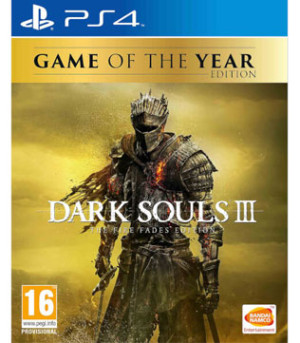 PS4
GAME OF THE YEAR
EDITION
DARK SOULS III
THE FIRE FADES EDITION
16
www.pegi.info
PROVISIONAL
BANDAI
NAMCO
Entertainment